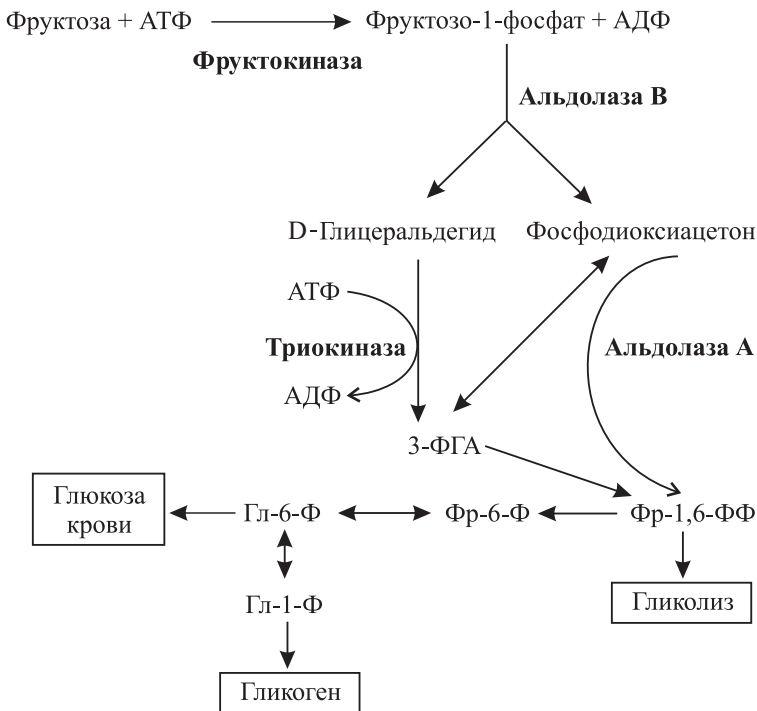 Фруктоза + АТФ
Фруктозо-1-фосфат + АДФ
Фруктокиназа
Альдолаза В
D-Глицеральдегид
Фосфодиоксиацетон
АТФ
Триокиназа
Альдолаза А
АДФ
3-ФГА
Глюкоза
крови
Гл-6-Ф
Фр-6-Ф
Фр-1,6-ФФ
Гл-1-Ф
Гликолиз
Гликоген